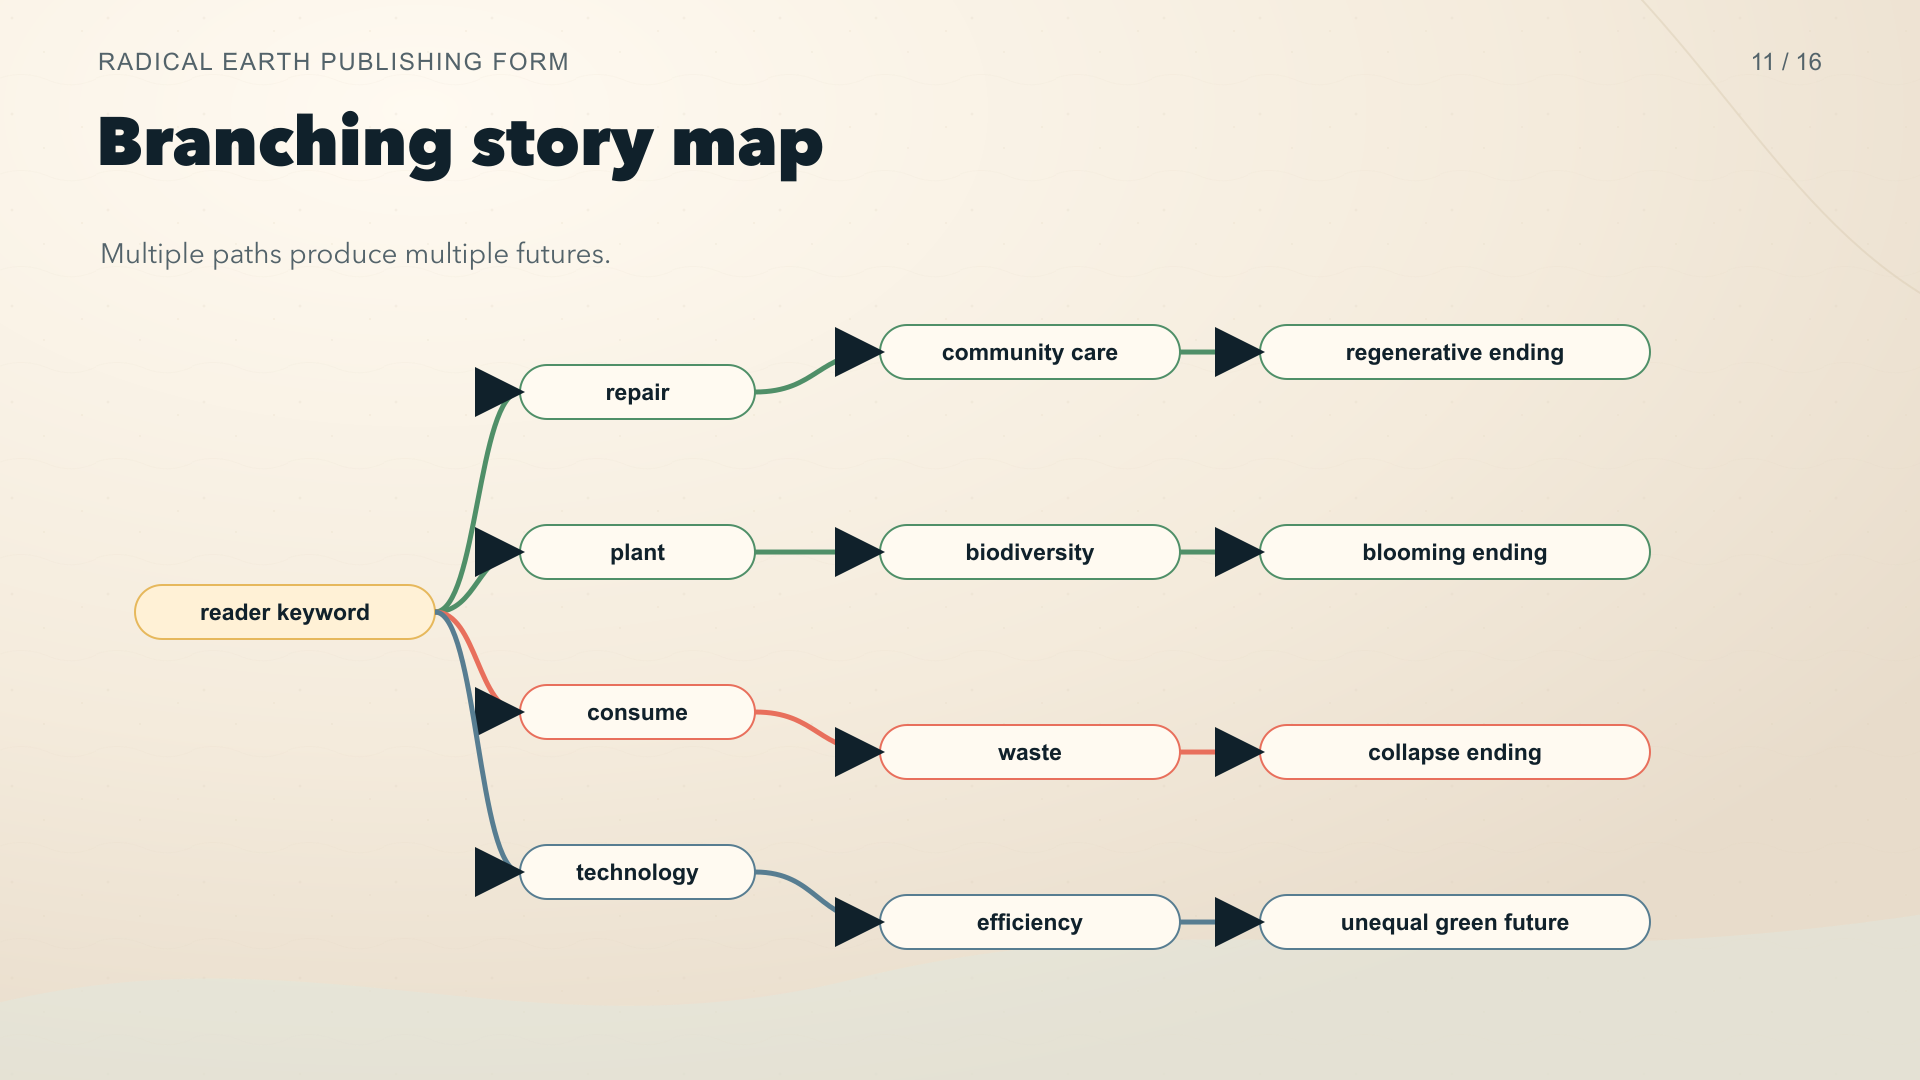 RADICAL EARTH PUBLISHING FORM
11 / 16
Branching story map
Multiple paths produce multiple futures.
reader keyword
repair
community care
regenerative ending
plant
biodiversity
blooming ending
consume
waste
collapse ending
technology
efficiency
unequal green future